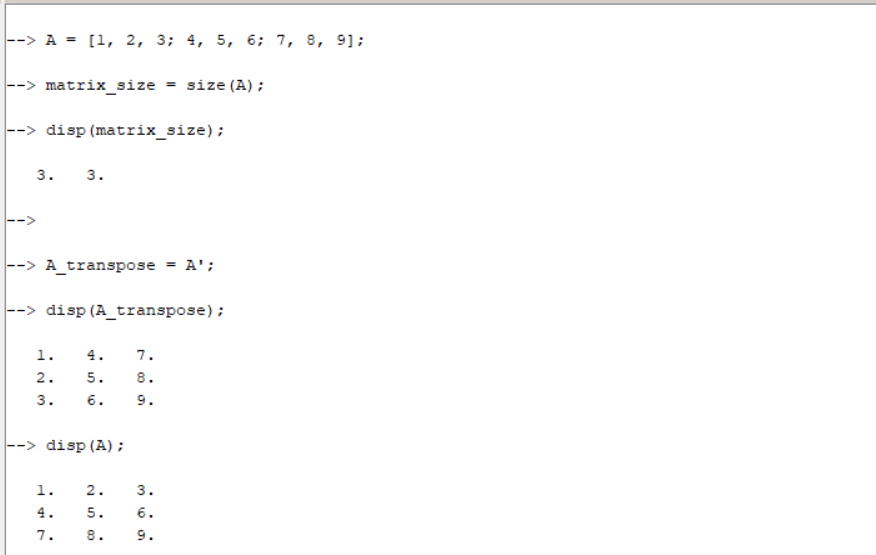 --> A = [1, 2, 3; 4, 5, 6; 7, 8, 9];
--> matrix_size = size(A);
--> disp(matrix_size);
3. 3.
-->
--> A_transpose = A';
--> disp(A_transpose);
1. 4. 7.
2. 5. 8.
3. 6. 9.
--> disp(A);
1. 2. 3.
4. 5. 6.
7. 8. 9.